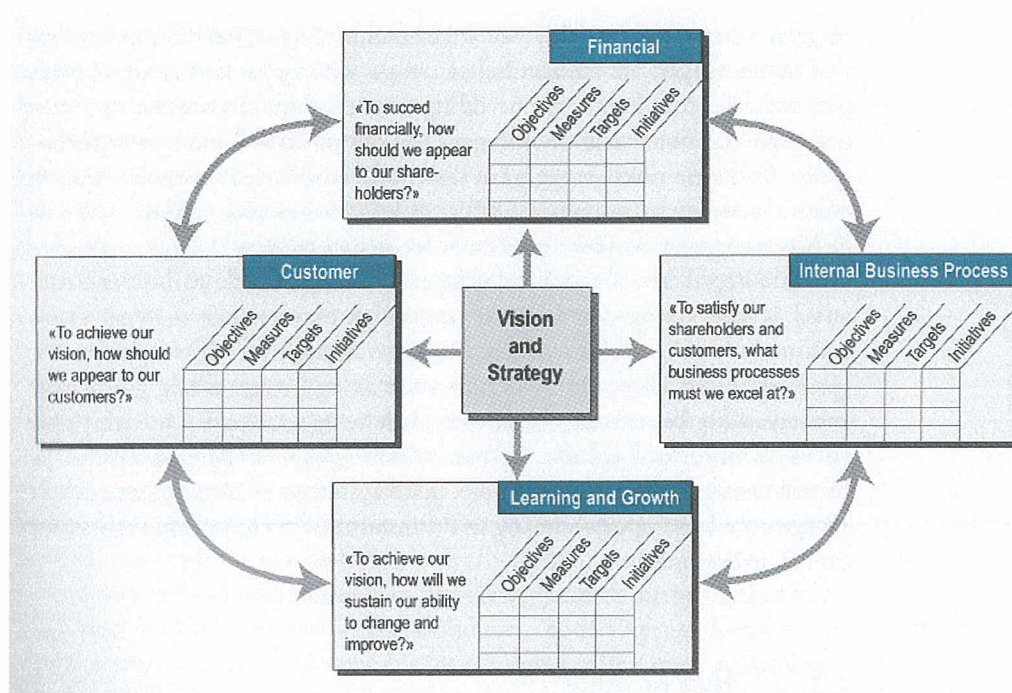 Financial
«To succed
financially, how
should we appear
to our share-
holders?»
Objectives
Measures
Targets
Initiatives
Customer
«To achieve our
vision, how should
we appear to our
customers?»
Objectives
Measures
Targets
Initiatives
Vision
and
Strategy
Internal Business Process
«To satisfy our
shareholders and
customers, what
business processes
must we excel at?»
Objectives
Measures
Targets
Initiatives
Learning and Growth
«To achieve our
vision, how will we
sustain our ability
to change and
improve?»
Objectives
Measures
Targets
Initiatives